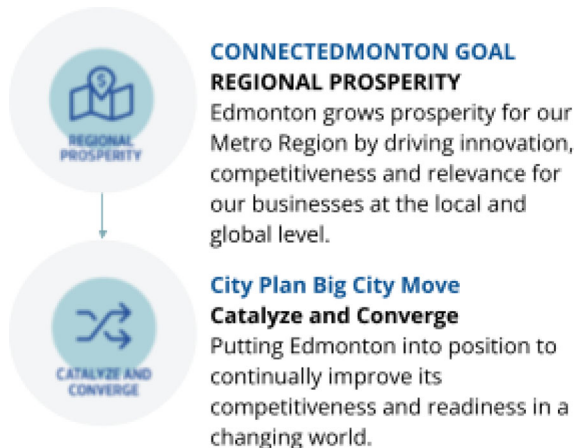 REGIONAL
PROSPERITY
CONNECTEDMONTON GOAL
REGIONAL PROSPERITY
Edmonton grows prosperity for our
Metro Region by driving innovation,
competitiveness and relevance for
our businesses at the local and
global level.
CATALYZE AND
CONVERGE
City Plan Big City Move
Catalyze and Converge
Putting Edmonton into position to
continually improve its
competitiveness and readiness in a
changing world.